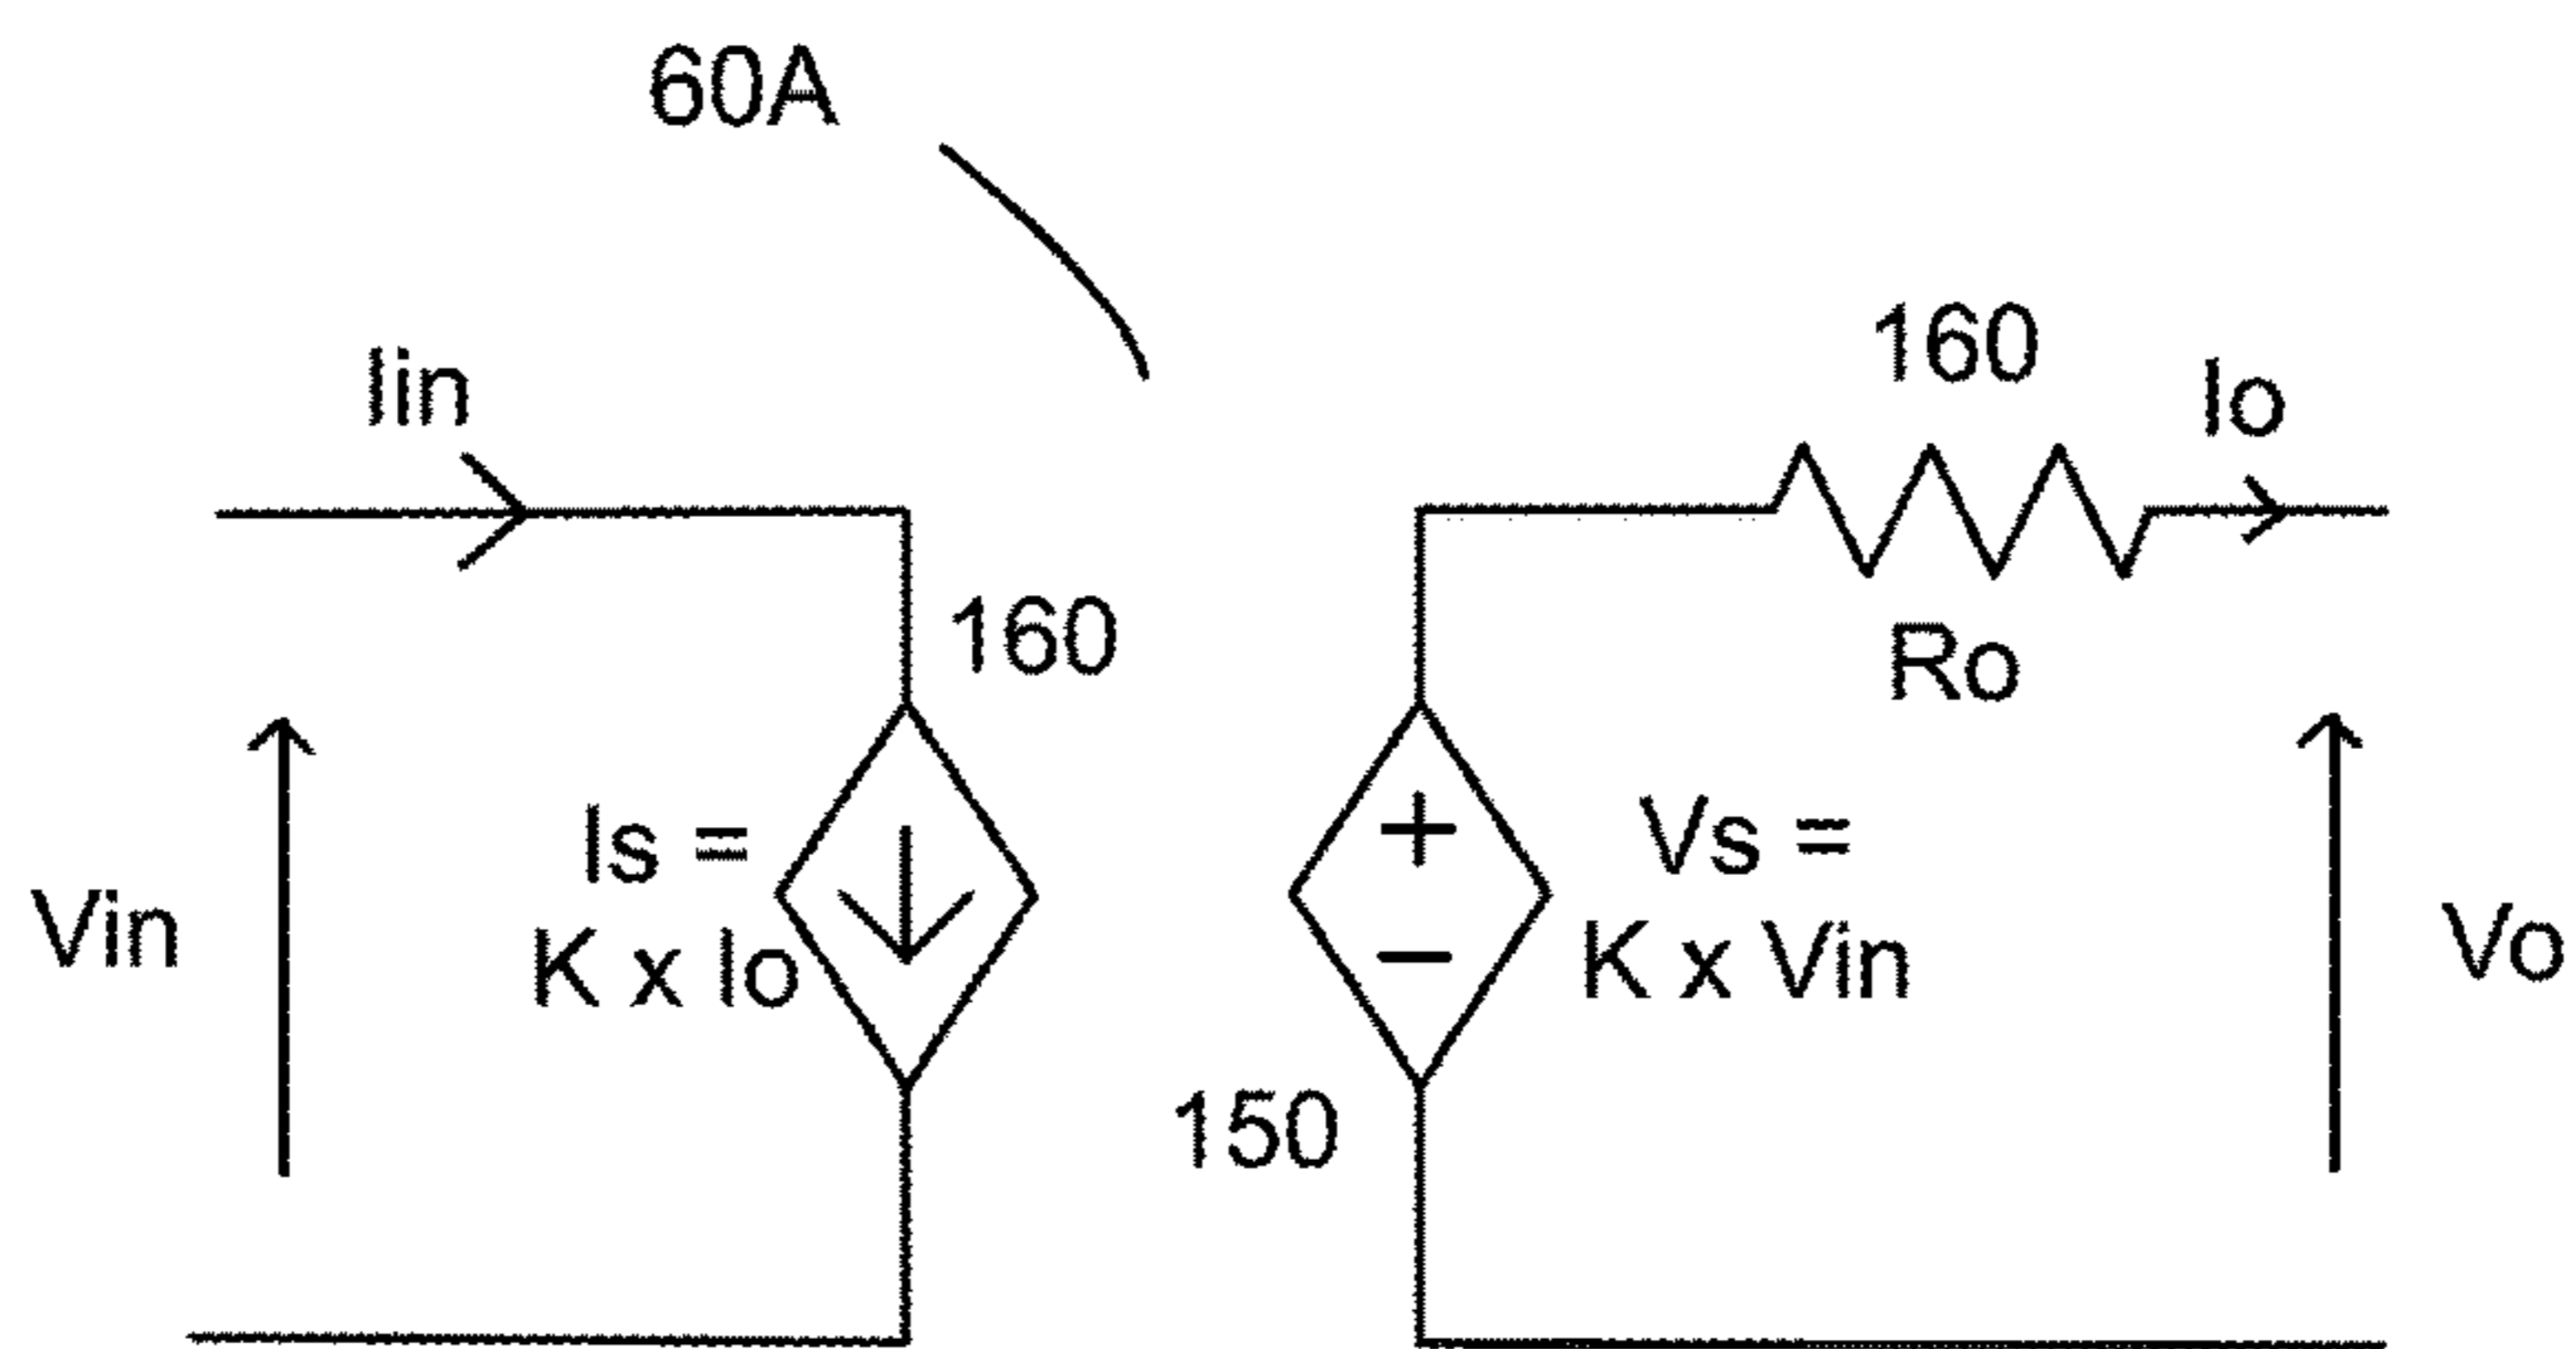 60A
160
Iin
Io
160
Ro
Is =
Vs =
+
Vin
K x Io
K x Vin
Vo
−
150